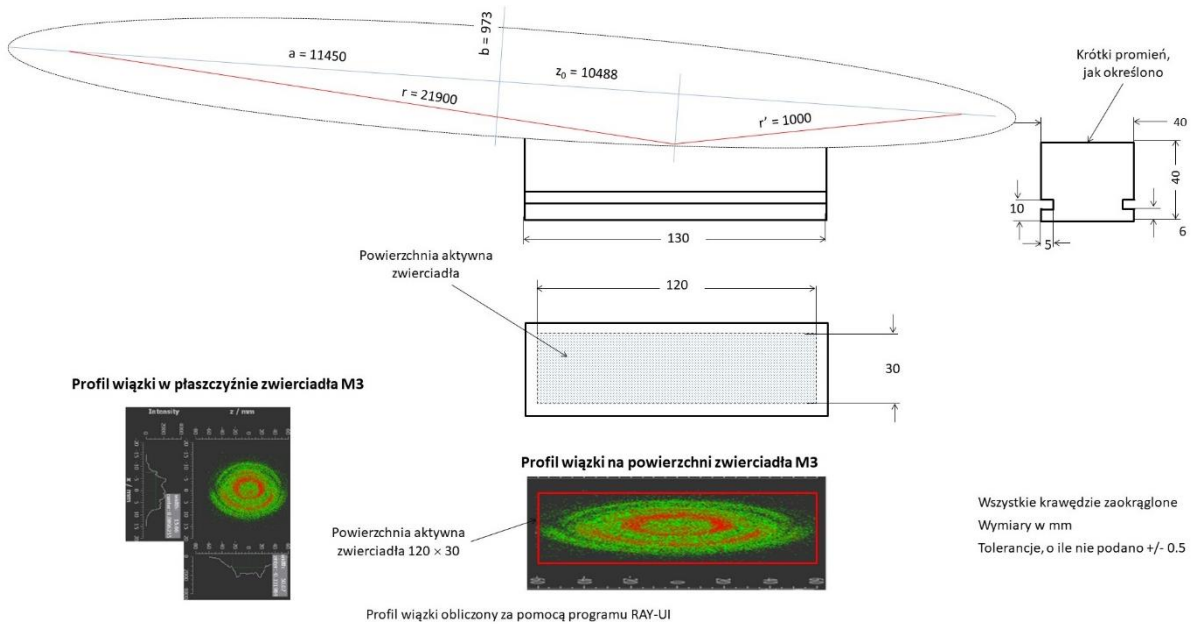 b = 973
a = 11450
z₀ = 10488
r = 21900
r' = 1000
Krótki promień,
jak określono
40
40
10
6
5
130
Powierzchnia aktywna
zwierciadła
120
30
Profil wiązki w płaszczyźnie zwierciadła M3
Intensity
z / mm
x / mm
Profil wiązki na powierzchni zwierciadła M3
Powierzchnia aktywna
zwierciadła 120 × 30
Wszystkie krawędzie zaokrąglone
Wymiary w mm
Tolerancje, o ile nie podano +/- 0.5
Profil wiązki obliczony za pomocą programu RAY-UI